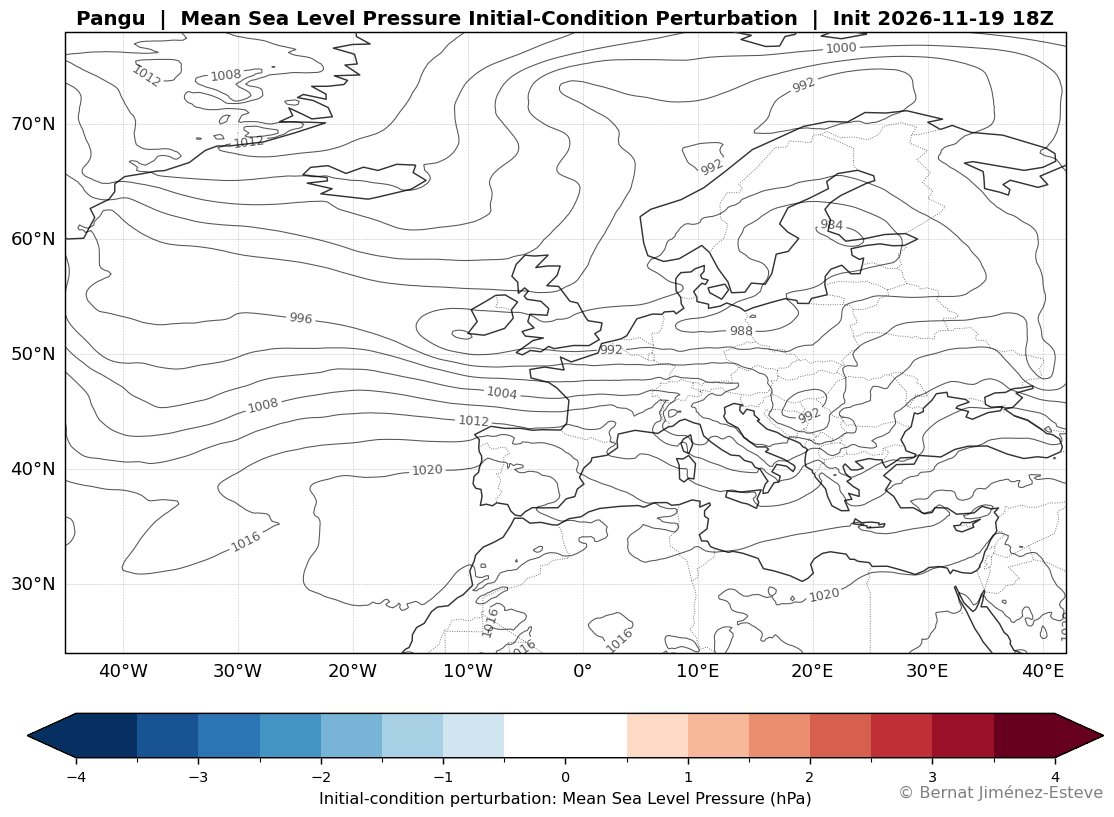 Pangu | Mean Sea Level Pressure Initial-Condition Perturbation | Init 2026-11-19 18Z
1000
1012
1008
992
70°N
1012
992
60°N
984
996
988
50°N
992
1004
1008
992
1012
40°N
1020
1016
30°N
1020
1016
1016
1016
40°W 30°W 20°W 10°W 0° 10°E 20°E 30°E 40°E
−4 −3 −2 −1 0 1 2 3 4
Initial-condition perturbation: Mean Sea Level Pressure (hPa)
© Bernat Jiménez-Esteve